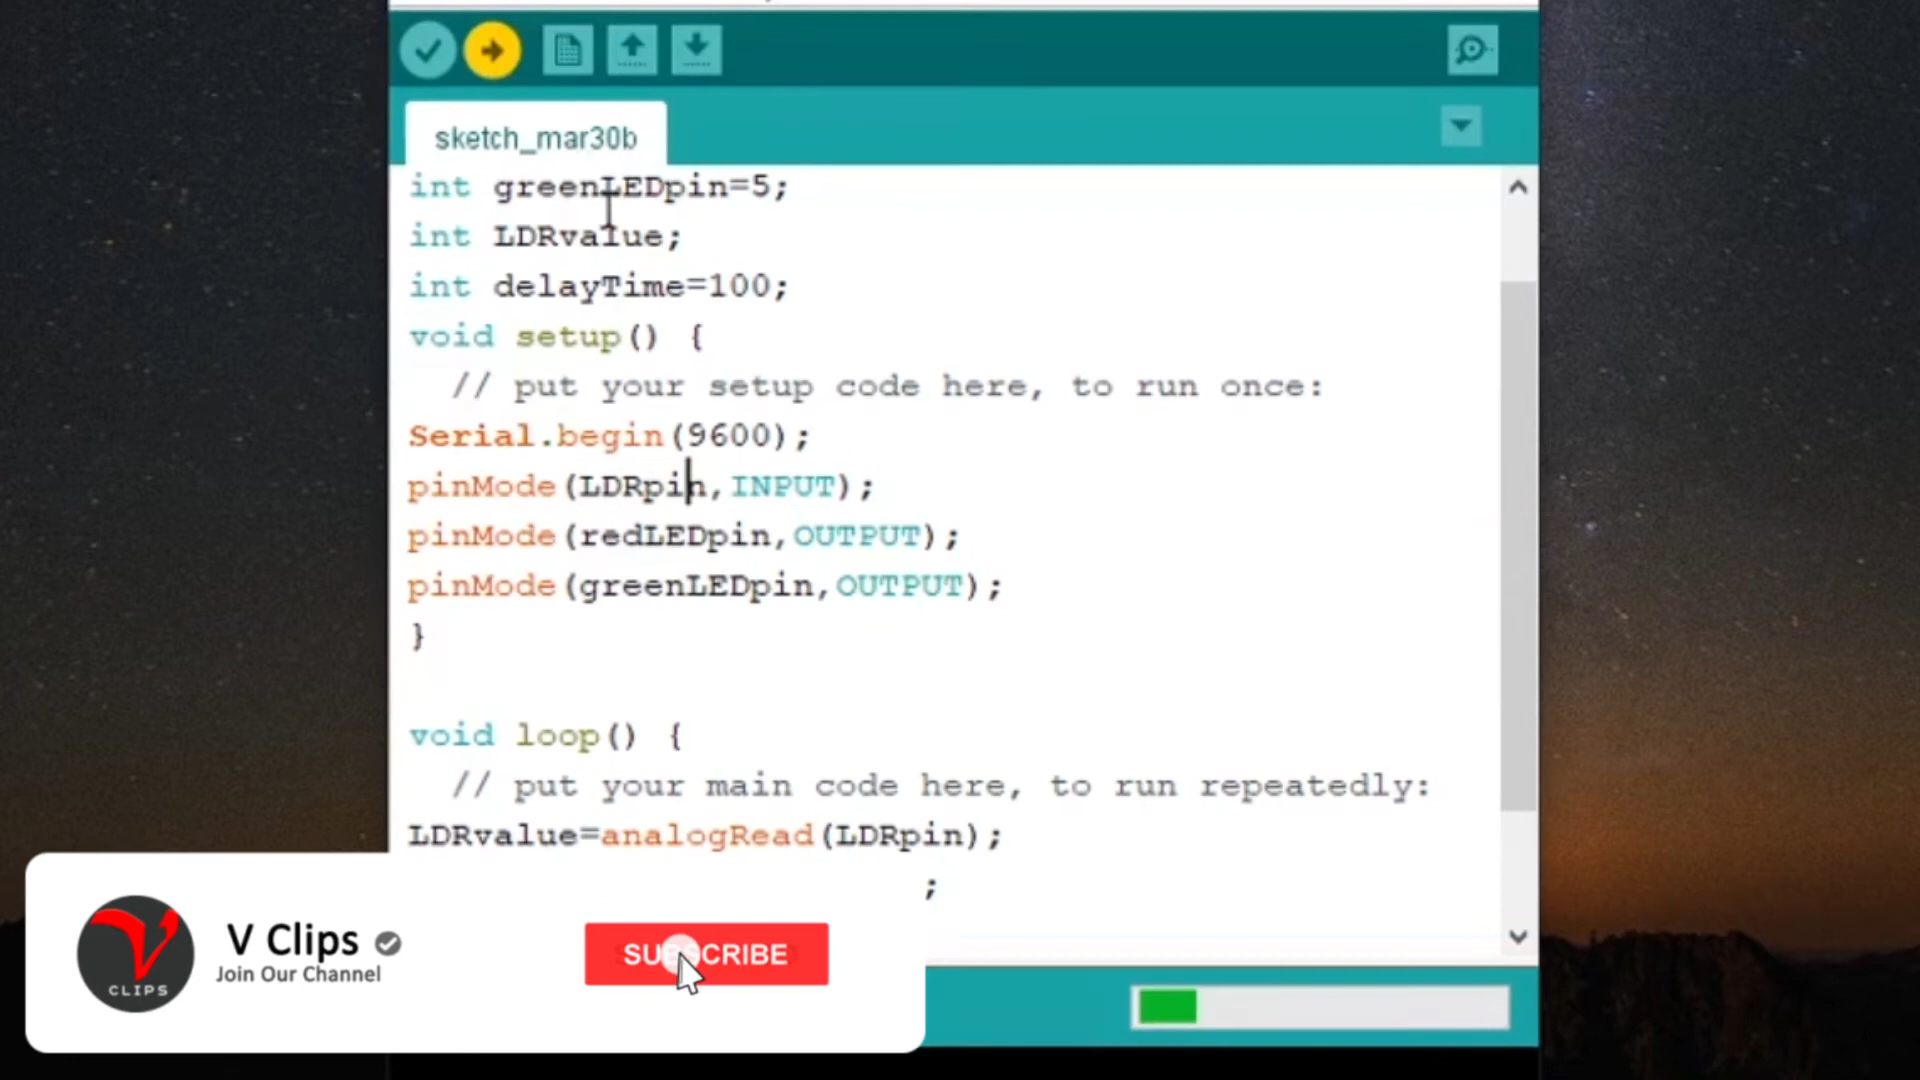 sketch_mar30b
int greenLEDpin=5;
int LDRvalue;
int delayTime=100;
void setup() {
  // put your setup code here, to run once:
Serial.begin(9600);
pinMode(LDRpin,INPUT);
pinMode(redLEDpin,OUTPUT);
pinMode(greenLEDpin,OUTPUT);
}
void loop() {
  // put your main code here, to run repeatedly:
LDRvalue=analogRead(LDRpin);
;
V Clips
Join Our Channel
CLIPS
SUBSCRIBE